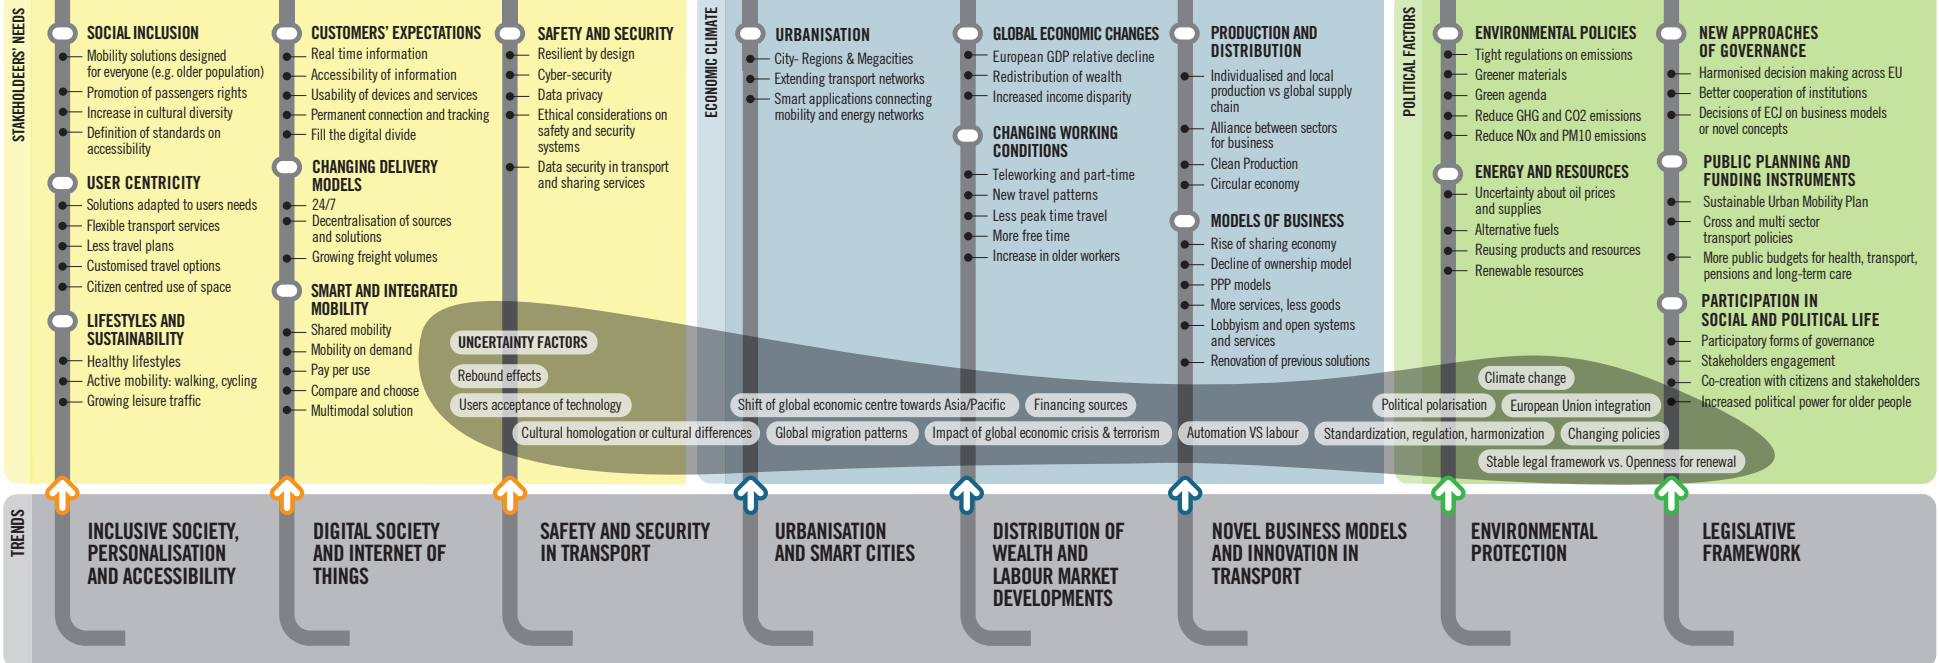 STAKEHOLDEERS' NEEDS
SOCIAL INCLUSION
Mobility solutions designed
for everyone (e.g. older population)
Promotion of passengers rights
Increase in cultural diversity
Definition of standards on
accessibility
USER CENTRICITY
Solutions adapted to users needs
Flexible transport services
Less travel plans
Customised travel options
Citizen centred use of space
LIFESTYLES AND
SUSTAINABILITY
Healthy lifestyles
Active mobility: walking, cycling
Growing leisure traffic
CUSTOMERS' EXPECTATIONS
Real time information
Accessibility of information
Usability of devices and services
Permanent connection and tracking
Fill the digital divide
CHANGING DELIVERY
MODELS
24/7
Decentralisation of sources
and solutions
Growing freight volumes
SMART AND INTEGRATED
MOBILITY
Shared mobility
Mobility on demand
Pay per use
Compare and choose
Multimodal solution
SAFETY AND SECURITY
Resilient by design
Cyber-security
Data privacy
Ethical considerations on
safety and security
systems
Data security in transport
and sharing services
ECONOMIC CLIMATE
URBANISATION
City- Regions & Megacities
Extending transport networks
Smart applications connecting
mobility and energy networks
GLOBAL ECONOMIC CHANGES
European GDP relative decline
Redistribution of wealth
Increased income disparity
CHANGING WORKING
CONDITIONS
Teleworking and part-time
New travel patterns
Less peak time travel
More free time
Increase in older workers
PRODUCTION AND
DISTRIBUTION
Individualised and local
production vs global supply
chain
Alliance between sectors
for business
Clean Production
Circular economy
MODELS OF BUSINESS
Rise of sharing economy
Decline of ownership model
PPP models
More services, less goods
Lobbyism and open systems
and services
Renovation of previous solutions
POLITICAL FACTORS
ENVIRONMENTAL POLICIES
Tight regulations on emissions
Greener materials
Green agenda
Reduce GHG and CO2 emissions
Reduce NOx and PM10 emissions
ENERGY AND RESOURCES
Uncertainty about oil prices
and supplies
Alternative fuels
Reusing products and resources
Renewable resources
NEW APPROACHES
OF GOVERNANCE
Harmonised decision making across EU
Better cooperation of institutions
Decisions of ECJ on business models
or novel concepts
PUBLIC PLANNING AND
FUNDING INSTRUMENTS
Sustainable Urban Mobility Plan
Cross and multi sector
transport policies
More public budgets for health, transport,
pensions and long-term care
PARTICIPATION IN
SOCIAL AND POLITICAL LIFE
Participatory forms of governance
Stakeholders engagement
Co-creation with citizens and stakeholders
Increased political power for older people
UNCERTAINTY FACTORS
Rebound effects
Users acceptance of technology
Cultural homologation or cultural differences
Shift of global economic centre towards Asia/Pacific
Financing sources
Global migration patterns
Impact of global economic crisis & terrorism
Automation VS labour
Climate change
Political polarisation
European Union integration
Standardization, regulation, harmonization
Changing policies
Stable legal framework vs. Openness for renewal
TRENDS
INCLUSIVE SOCIETY,
PERSONALISATION
AND ACCESSIBILITY
DIGITAL SOCIETY
AND INTERNET OF
THINGS
SAFETY AND SECURITY
IN TRANSPORT
URBANISATION
AND SMART CITIES
DISTRIBUTION OF
WEALTH AND
LABOUR MARKET
DEVELOPMENTS
NOVEL BUSINESS MODELS
AND INNOVATION IN
TRANSPORT
ENVIRONMENTAL
PROTECTION
LEGISLATIVE
FRAMEWORK